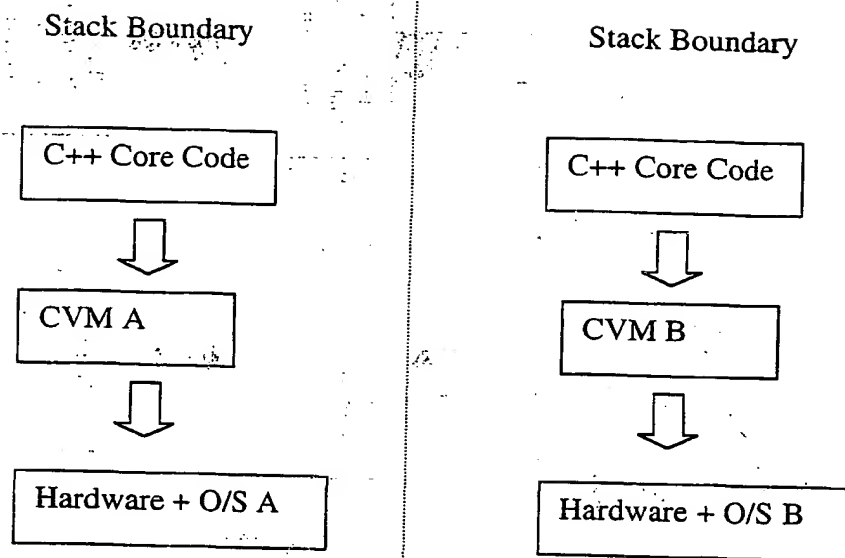 Stack Boundary
C++ Core Code
CVM A
Hardware + O/S A
Stack Boundary
C++ Core Code
CVM B
Hardware + O/S B